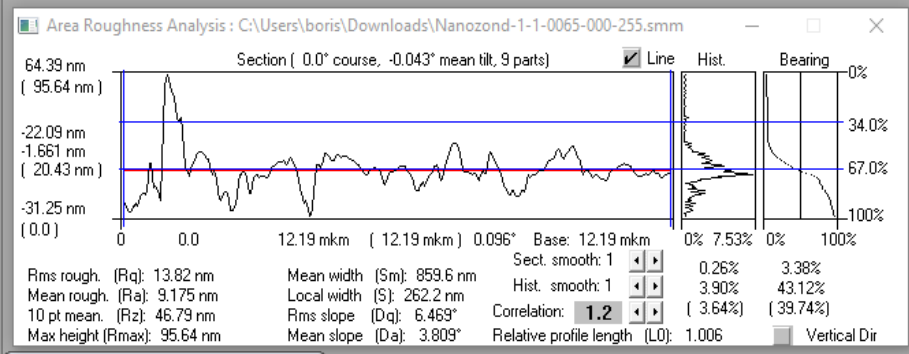 Area Roughness Analysis : C:\Users\boris\Downloads\Nanozond-1-1-0065-000-255.smm
64.39 nm Section ( 0.0° course, -0.043° mean tilt, 9 parts) Line Hist. Bearing
( 95.64 nm ) 0%
-22.09 nm 34.0%
-1.661 nm
( 20.43 nm ) 67.0%
-31.25 nm
( 0.0 ) 100%
0 0.0 12.19 mkm ( 12.19 mkm ) 0.096° Base: 12.19 mkm 0% 7.53% 0% 100%
Rms rough. (Rq): 13.82 nm Mean width (Sm): 859.6 nm Sect. smooth: 1 0.26% 3.38%
Mean rough. (Ra): 9.175 nm Local width (S): 262.2 nm Hist. smooth: 1 3.90% 43.12%
10 pt mean. (Rz): 46.79 nm Rms slope (Dq): 6.469° Correlation: 1.2 ( 3.64%) ( 39.74%)
Max height (Rmax): 95.64 nm Mean slope (Da): 3.809° Relative profile length (L0): 1.006 Vertical Dir